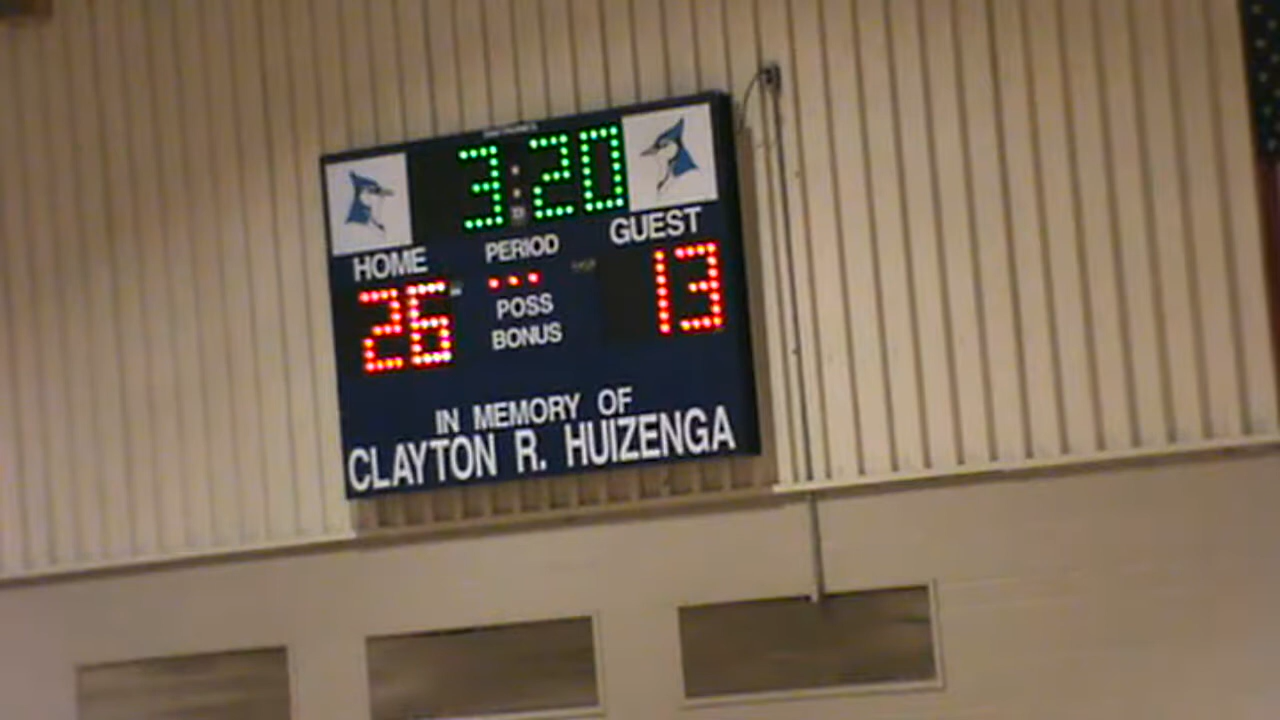 3:20
HOME PERIOD GUEST
26 13
POSS
BONUS
IN MEMORY OF
CLAYTON R. HUIZENGA